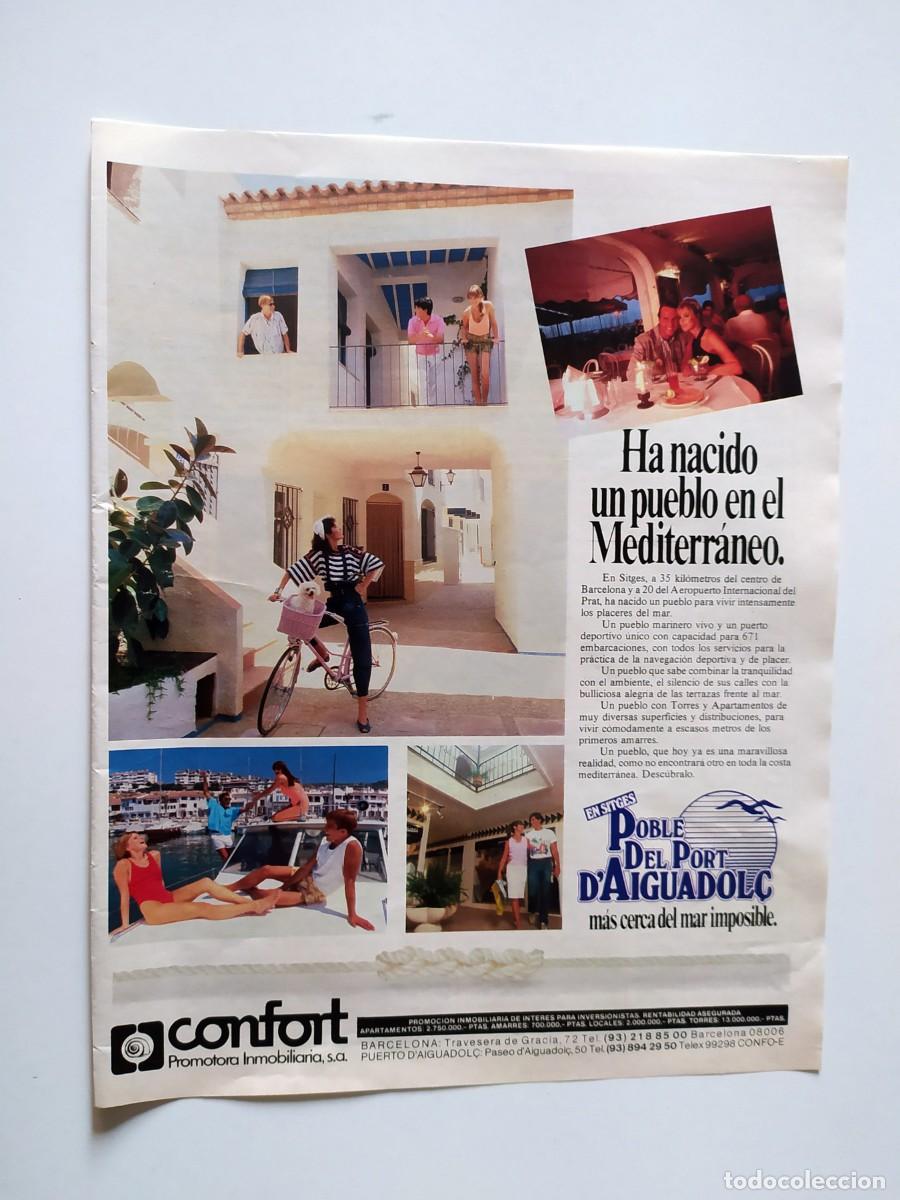 Ha nacido
un pueblo en el
Mediterráneo.
En Sitges, a 35 kilómetros del centro de
Barcelona y a 20 del Aeropuerto Internacional del
Prat, ha nacido un pueblo para vivir intensamente
los placeres del mar.
Un pueblo marinero vivo y un puerto
deportivo único con capacidad para 671
embarcaciones, con todos los servicios para la
práctica de la navegación deportiva y de placer.
Un pueblo que sabe combinar la tranquilidad
con el ambiente, el silencio de sus calles con la
bulliciosa alegría de las terrazas frente al mar.
Un pueblo con Torres y Apartamentos de
muy diversas superficies y distribuciones, para
vivir cómodamente a escasos metros de los
primeros amarres.
Un pueblo, que hoy ya es una maravillosa
realidad, como no encontrará otro en toda la costa
mediterránea. Descúbralo.
EN SITGES
POBLE
DEL PORT
D'AIGUADOLÇ
más cerca del mar imposible.
confort
Promotora Inmobiliaria, s.a.
PROMOCION INMOBILIARIA DE INTERES PARA INVERSIONISTAS. RENTABILIDAD ASEGURADA
APARTAMENTOS: 2.750.000.- PTAS. AMARRES: 700.000.- PTAS. LOCALES: 2.000.000.- PTAS. TORRES: 13.000.000.- PTAS.
BARCELONA: Travesera de Gracia, 72 Tel. (93) 218 85 00 Barcelona 08006
PUERTO D'AIGUADOLÇ: Paseo d'Aiguadolç, 50 Tel. (93) 894 29 50 Telex 99298 CONFO-E
todocoleccion